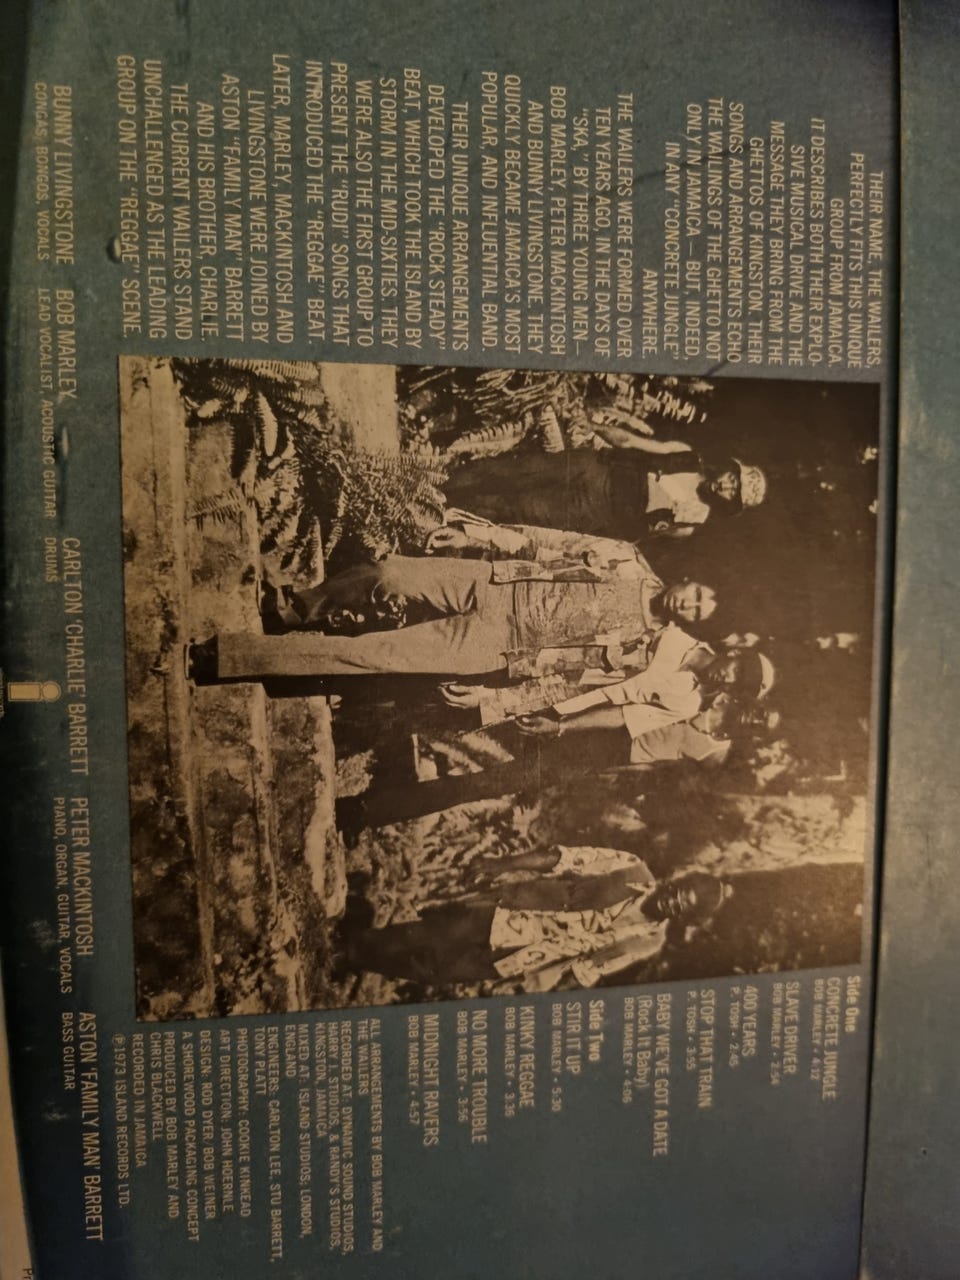 THEIR NAME, THE WAILERS
PERFECTLY FITS THIS UNIQUE
GROUP FROM JAMAICA.
IT DESCRIBES BOTH THEIR EXPLO-
SIVE MUSICAL DRIVE AND THE
MESSAGE THEY BRING FROM THE
GHETTOS OF KINGSTON. THEIR
SONGS AND ARRANGEMENTS ECHO
THE WAILINGS OF THE GHETTO NOT
ONLY IN JAMAICA — BUT, INDEED,
IN ANY "CONCRETE JUNGLE"
ANYWHERE.
THE WAILERS WERE FORMED OVER
TEN YEARS AGO, IN THE DAYS OF
"SKA," BY THREE YOUNG MEN—
BOB MARLEY, PETER MACKINTOSH
AND BUNNY LIVINGSTONE. THEY
QUICKLY BECAME JAMAICA'S MOST
POPULAR, AND INFLUENTIAL BAND.
THEIR UNIQUE ARRANGEMENTS
DEVELOPED THE "ROCK STEADY"
BEAT, WHICH TOOK THE ISLAND BY
STORM IN THE MID-SIXTIES. THEY
WERE ALSO THE FIRST GROUP TO
PRESENT THE "RUDI" SONGS THAT
INTRODUCED THE "REGGAE" BEAT.
LATER, MARLEY, MACKINTOSH AND
LIVINGSTONE WERE JOINED BY
ASTON "FAMILY MAN" BARRETT
AND HIS BROTHER, CHARLIE.
THE CURRENT WAILERS STAND
UNCHALLENGED AS THE LEADING
GROUP ON THE "REGGAE" SCENE.
Side One
CONCRETE JUNGLE
BOB MARLEY • 4:12
SLAVE DRIVER
BOB MARLEY • 2:54
400 YEARS
P. TOSH • 2:45
STOP THAT TRAIN
P. TOSH • 3:55
BABY WE'VE GOT A DATE
(Rock It Baby)
BOB MARLEY • 4:06
Side Two
STIR IT UP
BOB MARLEY • 5:30
KINKY REGGAE
BOB MARLEY • 3:36
NO MORE TROUBLE
BOB MARLEY • 3:56
MIDNIGHT RAVERS
BOB MARLEY • 4:57
ALL ARRANGEMENTS BY BOB MARLEY AND
THE WAILERS
RECORDED AT: DYNAMIC SOUND STUDIOS,
HARRY J. STUDIOS, & RANDY'S STUDIOS,
KINGSTON, JAMAICA
MIXED AT: ISLAND STUDIOS, LONDON,
ENGLAND
ENGINEERS: CARLTON LEE, STU BARRETT,
TONY PLATT
PHOTOGRAPHY: COOKIE KINKEAD
ART DIRECTION: JOHN HOERNLE
DESIGN: ROD DYER, BOB WEINER
A SHOREWOOD PACKAGING CONCEPT
PRODUCED BY BOB MARLEY AND
CHRIS BLACKWELL
RECORDED IN JAMAICA
℗1973 ISLAND RECORDS LTD.
BUNNY LIVINGSTONE
CONGAS, BONGOS, VOCALS
BOB MARLEY
LEAD VOCALIST, ACOUSTIC GUITAR
CARLTON 'CHARLIE' BARRETT
DRUMS
PETER MACKINTOSH
PIANO, ORGAN, GUITAR, VOCALS
ASTON 'FAMILY MAN' BARRETT
BASS GUITAR